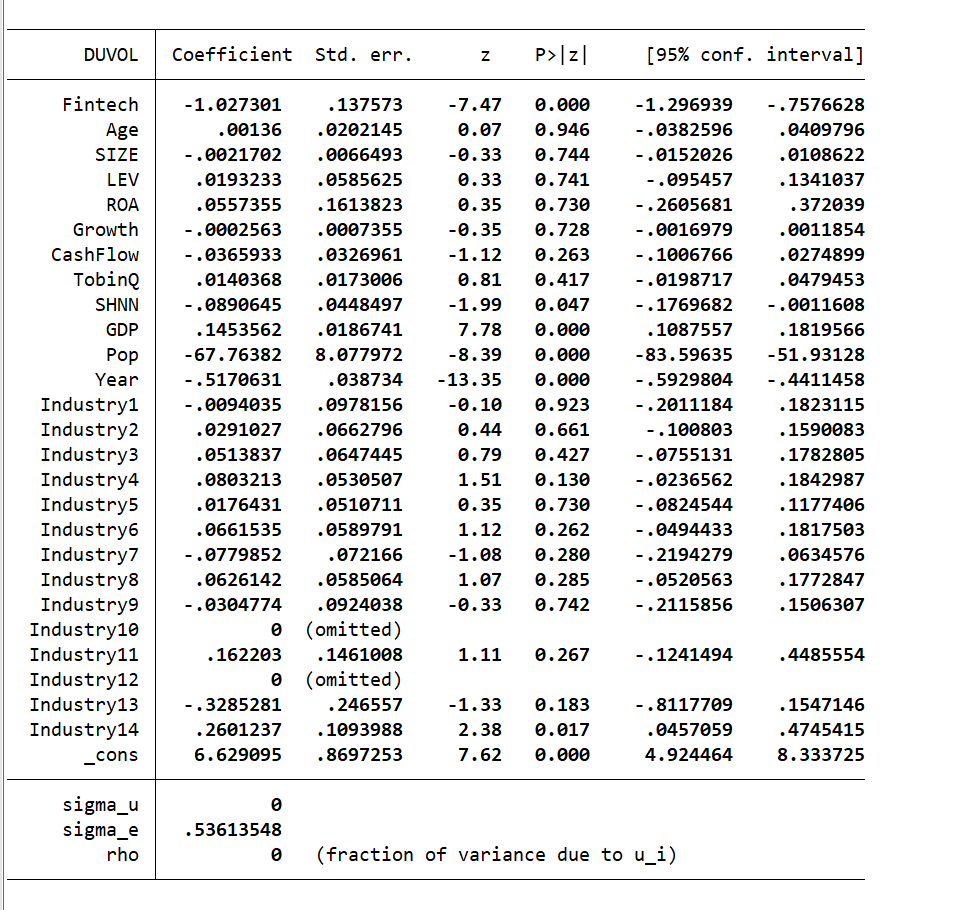 DUVOL Coefficient Std. err. z P>|z| [95% conf. interval]
Fintech -1.027301 .137573 -7.47 0.000 -1.296939 -.7576628
Age .00136 .0202145 0.07 0.946 -.0382596 .0409796
SIZE -.0021702 .0066493 -0.33 0.744 -.0152026 .0108622
LEV .0193233 .0585625 0.33 0.741 -.095457 .1341037
ROA .0557355 .1613823 0.35 0.730 -.2605681 .372039
Growth -.0002563 .0007355 -0.35 0.728 -.0016979 .0011854
CashFlow -.0365933 .0326961 -1.12 0.263 -.1006766 .0274899
TobinQ .0140368 .0173006 0.81 0.417 -.0198717 .0479453
SHNN -.0890645 .0448497 -1.99 0.047 -.1769682 -.0011608
GDP .1453562 .0186741 7.78 0.000 .1087557 .1819566
Pop -67.76382 8.077972 -8.39 0.000 -83.59635 -51.93128
Year -.5170631 .038734 -13.35 0.000 -.5929804 -.4411458
Industry1 -.0094035 .0978156 -0.10 0.923 -.2011184 .1823115
Industry2 .0291027 .0662796 0.44 0.661 -.100803 .1590083
Industry3 .0513837 .0647445 0.79 0.427 -.0755131 .1782805
Industry4 .0803213 .0530507 1.51 0.130 -.0236562 .1842987
Industry5 .0176431 .0510711 0.35 0.730 -.0824544 .1177406
Industry6 .0661535 .0589791 1.12 0.262 -.0494433 .1817503
Industry7 -.0779852 .072166 -1.08 0.280 -.2194279 .0634576
Industry8 .0626142 .0585064 1.07 0.285 -.0520563 .1772847
Industry9 -.0304774 .0924038 -0.33 0.742 -.2115856 .1506307
Industry10 0 (omitted)
Industry11 .162203 .1461008 1.11 0.267 -.1241494 .4485554
Industry12 0 (omitted)
Industry13 -.3285281 .246557 -1.33 0.183 -.8117709 .1547146
Industry14 .2601237 .1093988 2.38 0.017 .0457059 .4745415
_cons 6.629095 .8697253 7.62 0.000 4.924464 8.333725
sigma_u 0
sigma_e .53613548
rho 0 (fraction of variance due to u_i)